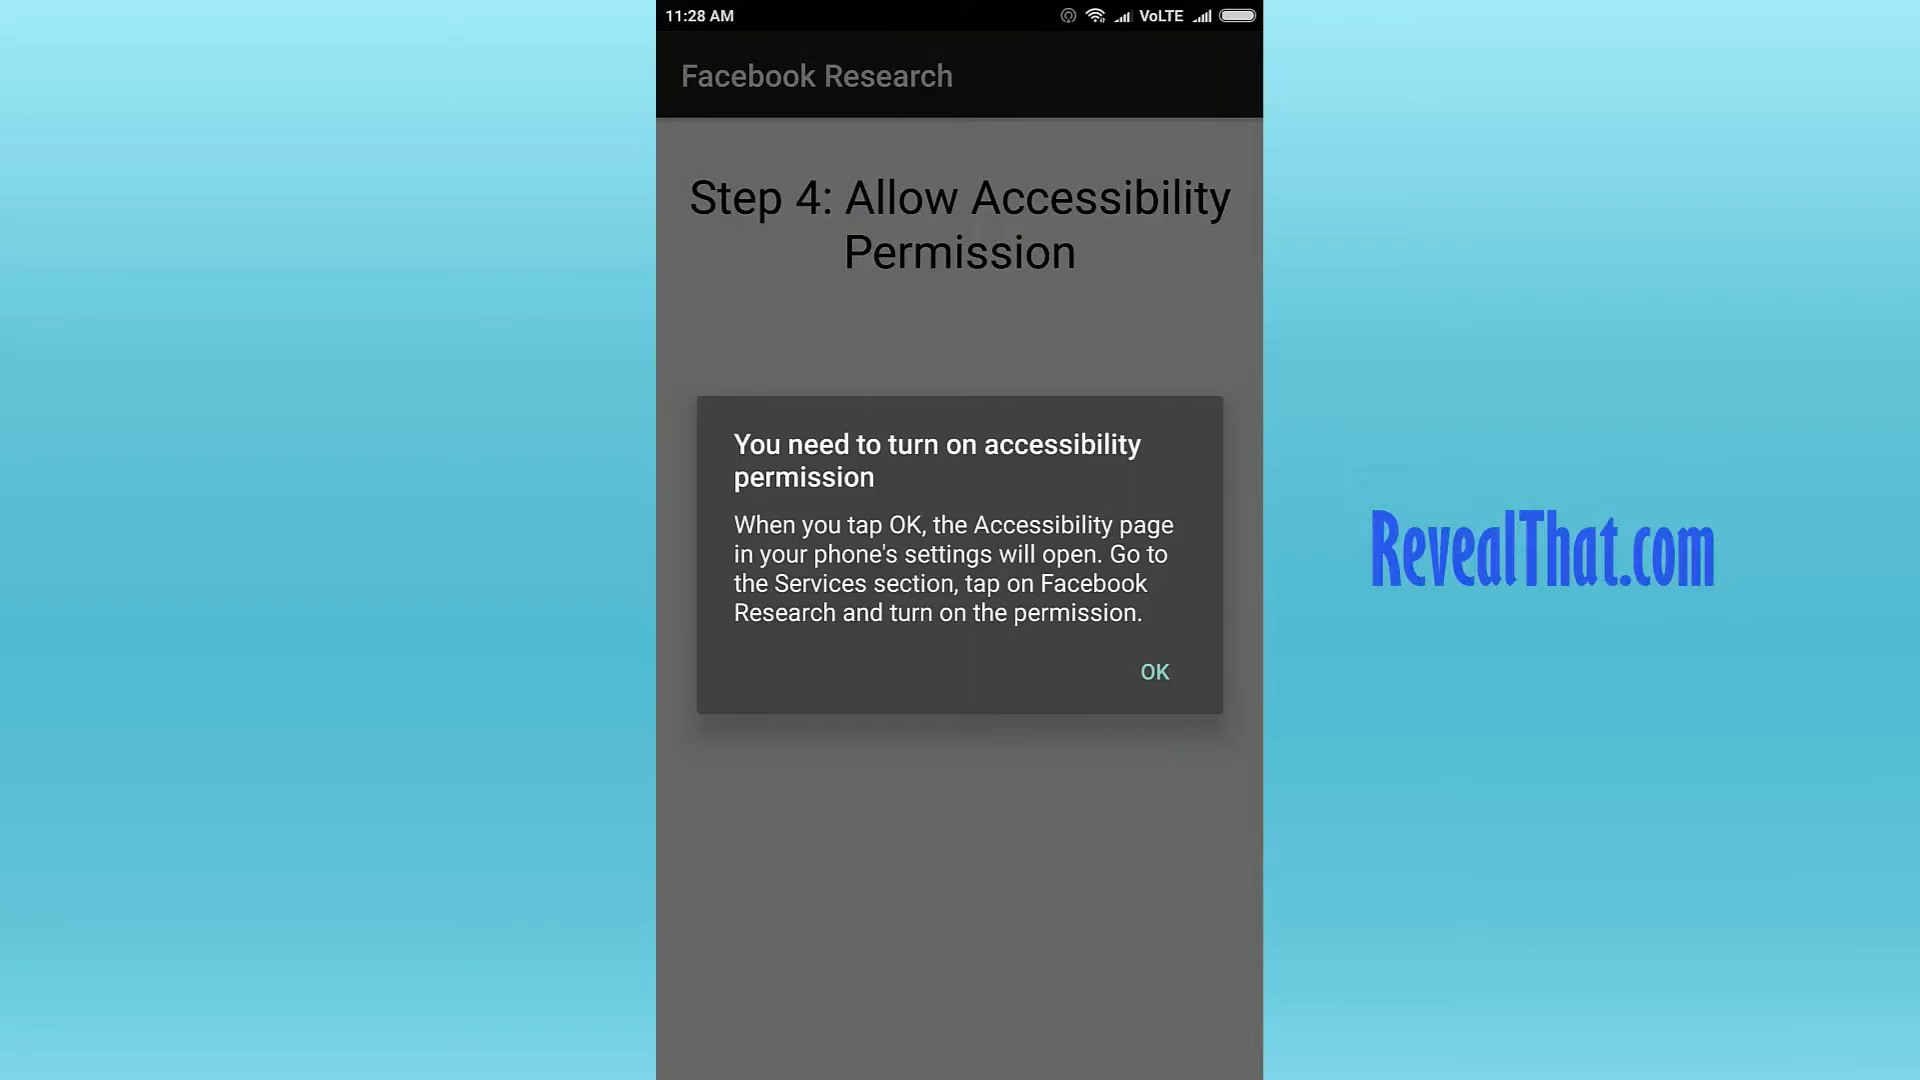 11:28 AM VoLTE
Facebook Research
Step 4: Allow Accessibility
Permission
You need to turn on accessibility
permission
When you tap OK, the Accessibility page
in your phone's settings will open. Go to
the Services section, tap on Facebook
Research and turn on the permission.
OK
RevealThat.com